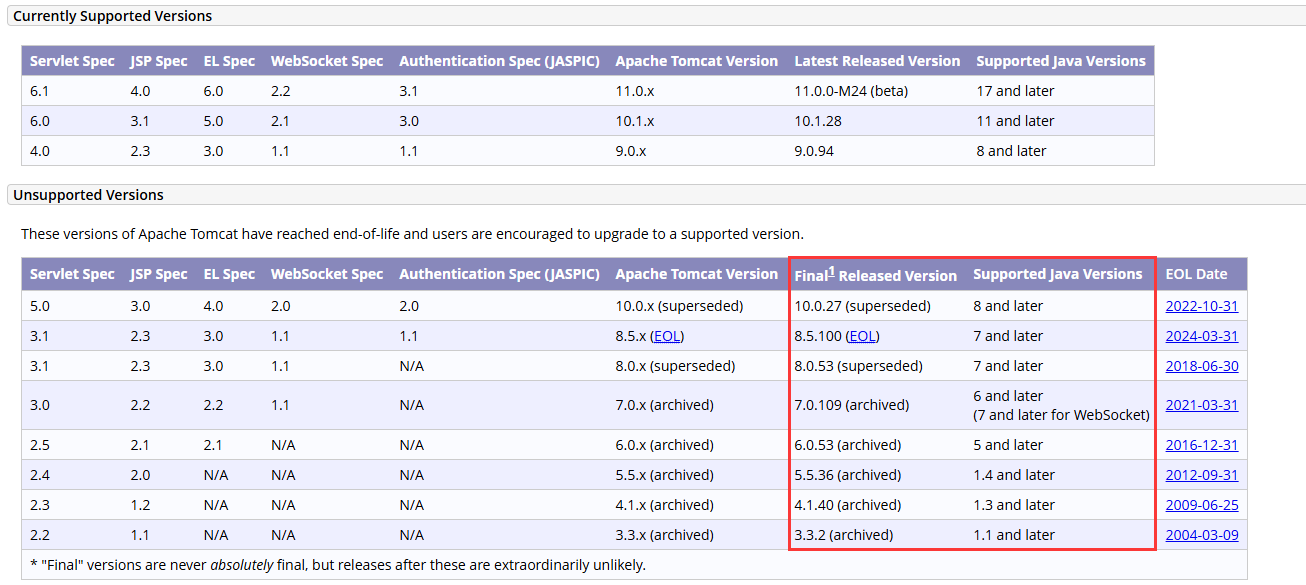 Currently Supported Versions
Servlet Spec JSP Spec EL Spec WebSocket Spec Authentication Spec (JASPIC) Apache Tomcat Version Latest Released Version Supported Java Versions
6.1 4.0 6.0 2.2 3.1 11.0.x 11.0.0-M24 (beta) 17 and later
6.0 3.1 5.0 2.1 3.0 10.1.x 10.1.28 11 and later
4.0 2.3 3.0 1.1 1.1 9.0.x 9.0.94 8 and later
Unsupported Versions
These versions of Apache Tomcat have reached end-of-life and users are encouraged to upgrade to a supported version.
Servlet Spec JSP Spec EL Spec WebSocket Spec Authentication Spec (JASPIC) Apache Tomcat Version Final1 Released Version Supported Java Versions EOL Date
5.0 3.0 4.0 2.0 2.0 10.0.x (superseded) 10.0.27 (superseded) 8 and later 2022-10-31
3.1 2.3 3.0 1.1 1.1 8.5.x (EOL) 8.5.100 (EOL) 7 and later 2024-03-31
3.1 2.3 3.0 1.1 N/A 8.0.x (superseded) 8.0.53 (superseded) 7 and later 2018-06-30
3.0 2.2 2.2 1.1 N/A 7.0.x (archived) 7.0.109 (archived) 6 and later 2021-03-31
(7 and later for WebSocket)
2.5 2.1 2.1 N/A N/A 6.0.x (archived) 6.0.53 (archived) 5 and later 2016-12-31
2.4 2.0 N/A N/A N/A 5.5.x (archived) 5.5.36 (archived) 1.4 and later 2012-09-31
2.3 1.2 N/A N/A N/A 4.1.x (archived) 4.1.40 (archived) 1.3 and later 2009-06-25
2.2 1.1 N/A N/A N/A 3.3.x (archived) 3.3.2 (archived) 1.1 and later 2004-03-09
* "Final" versions are never absolutely final, but releases after these are extraordinarily unlikely.